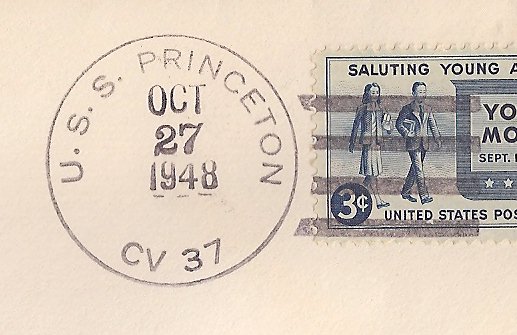 U.S.S. PRINCETON
OCT
27
1948
CV 37
SALUTING YOUNG A
YO
MO
SEPT.
3¢
UNITED STATES POS